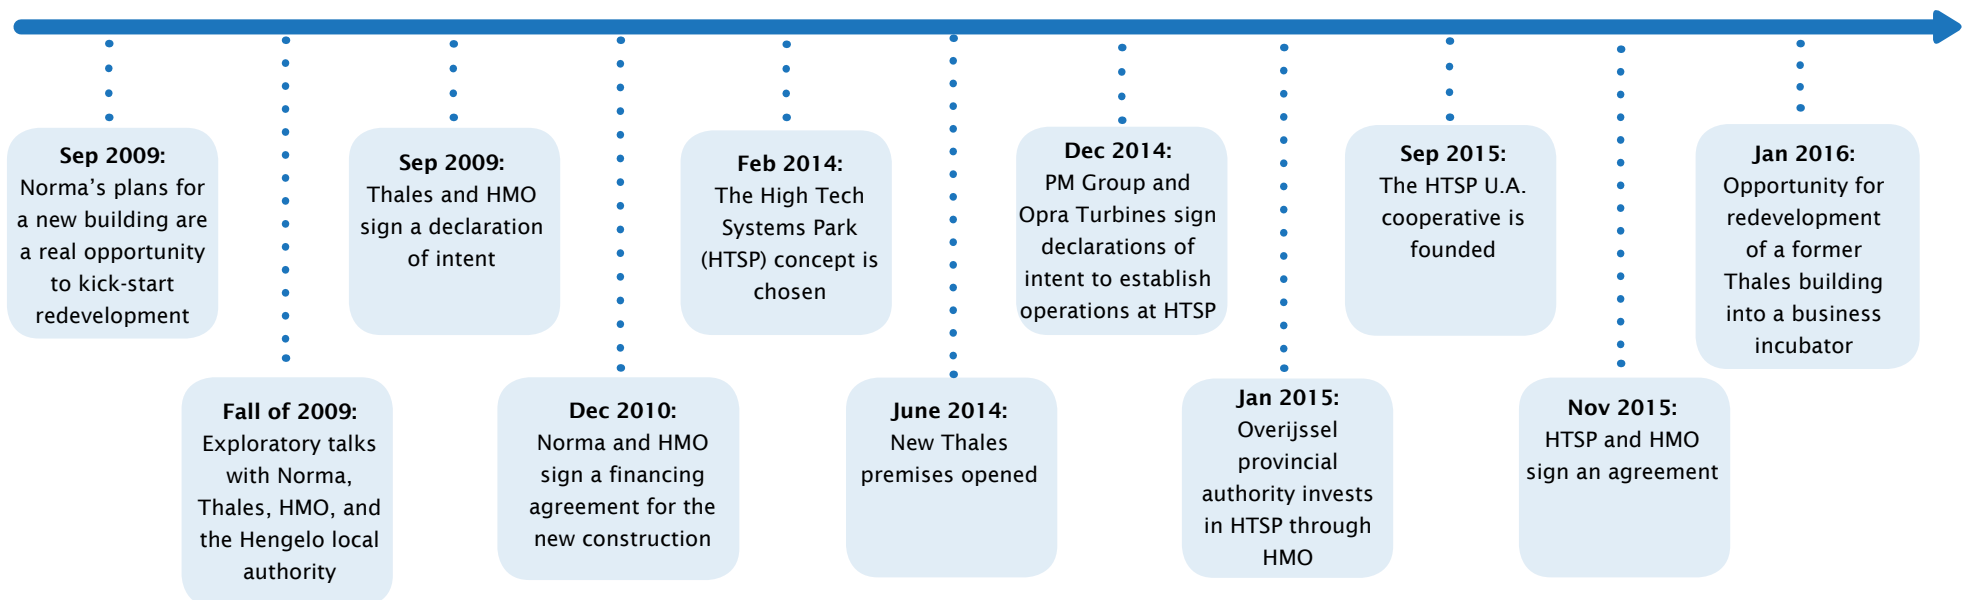 Sep 2009:
Norma’s plans for
a new building are
a real opportunity
to kick-start
redevelopment
Fall of 2009:
Exploratory talks
with Norma,
Thales, HMO, and
the Hengelo local
authority
Sep 2009:
Thales and HMO
sign a declaration
of intent
Dec 2010:
Norma and HMO
sign a financing
agreement for the
new construction
Feb 2014:
The High Tech
Systems Park
(HTSP) concept is
chosen
June 2014:
New Thales
premises opened
Dec 2014:
PM Group and
Opra Turbines sign
declarations of
intent to establish
operations at HTSP
Jan 2015:
Overijssel
provincial
authority invests
in HTSP through
HMO
Sep 2015:
The HTSP U.A.
cooperative is
founded
Nov 2015:
HTSP and HMO
sign an agreement
Jan 2016:
Opportunity for
redevelopment
of a former
Thales building
into a business
incubator